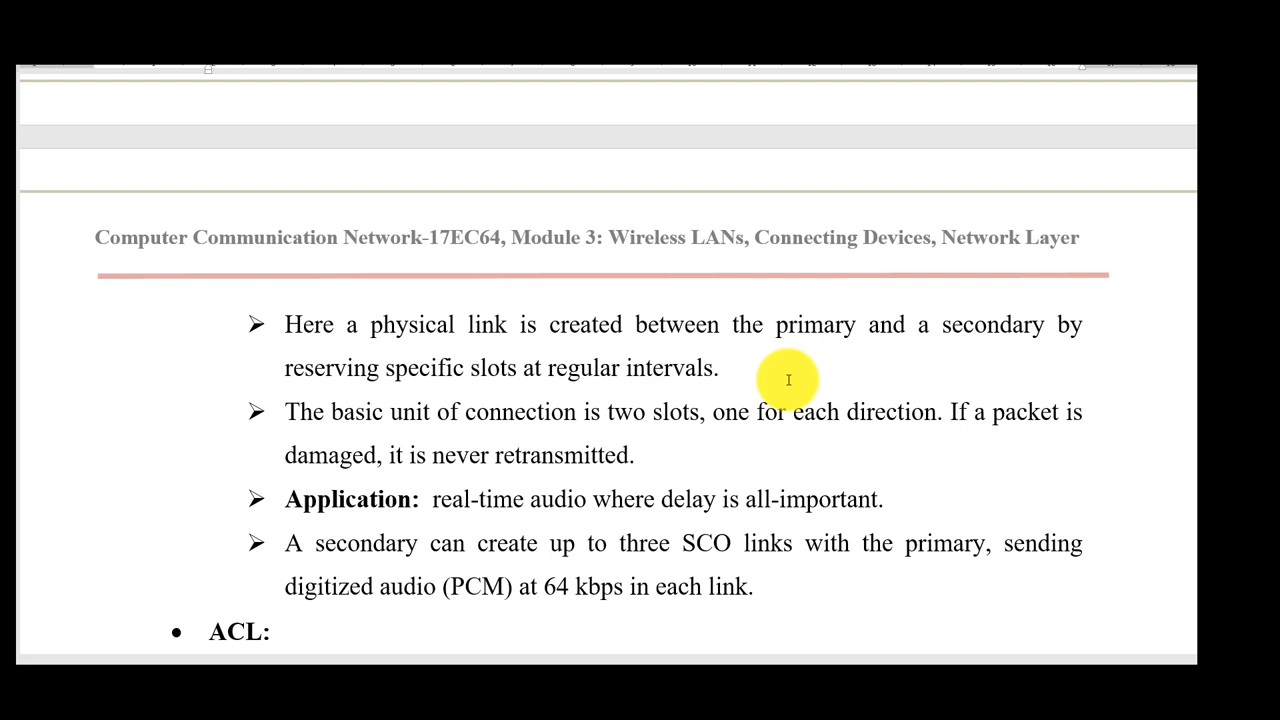 Computer Communication Network-17EC64, Module 3: Wireless LANs, Connecting Devices, Network Layer
➢ Here a physical link is created between the primary and a secondary by
reserving specific slots at regular intervals.
➢ The basic unit of connection is two slots, one for each direction. If a packet is
damaged, it is never retransmitted.
➢ Application: real-time audio where delay is all-important.
➢ A secondary can create up to three SCO links with the primary, sending
digitized audio (PCM) at 64 kbps in each link.
• ACL: